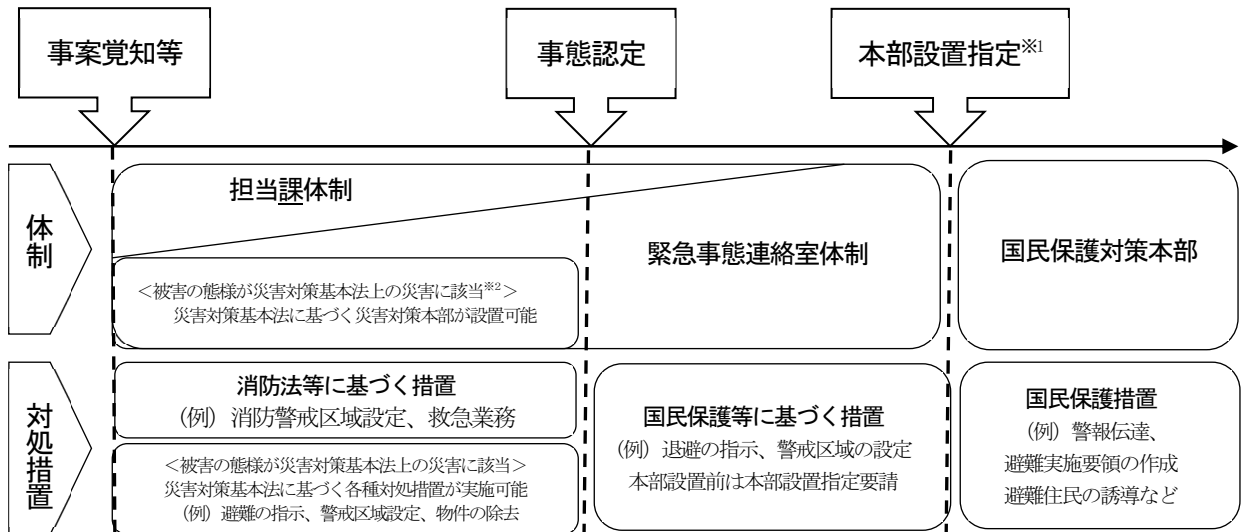 事案覚知等
事態認定
本部設置指定※1
体制
担当課体制
緊急事態連絡室体制
国民保護対策本部
＜被害の態様が災害対策基本法上の災害に該当※2＞
災害対策基本法に基づく災害対策本部が設置可能
対処措置
消防法等に基づく措置
（例）消防警戒区域設定、救急業務
＜被害の態様が災害対策基本法上の災害に該当＞
災害対策基本法に基づく各種対処措置が実施可能
（例）避難の指示、警戒区域設定、物件の除去
国民保護等に基づく措置
（例）退避の指示、警戒区域の設定
本部設置前は本部設置指定要請
国民保護措置
（例）警報伝達、
避難実施要領の作成
避難住民の誘導など